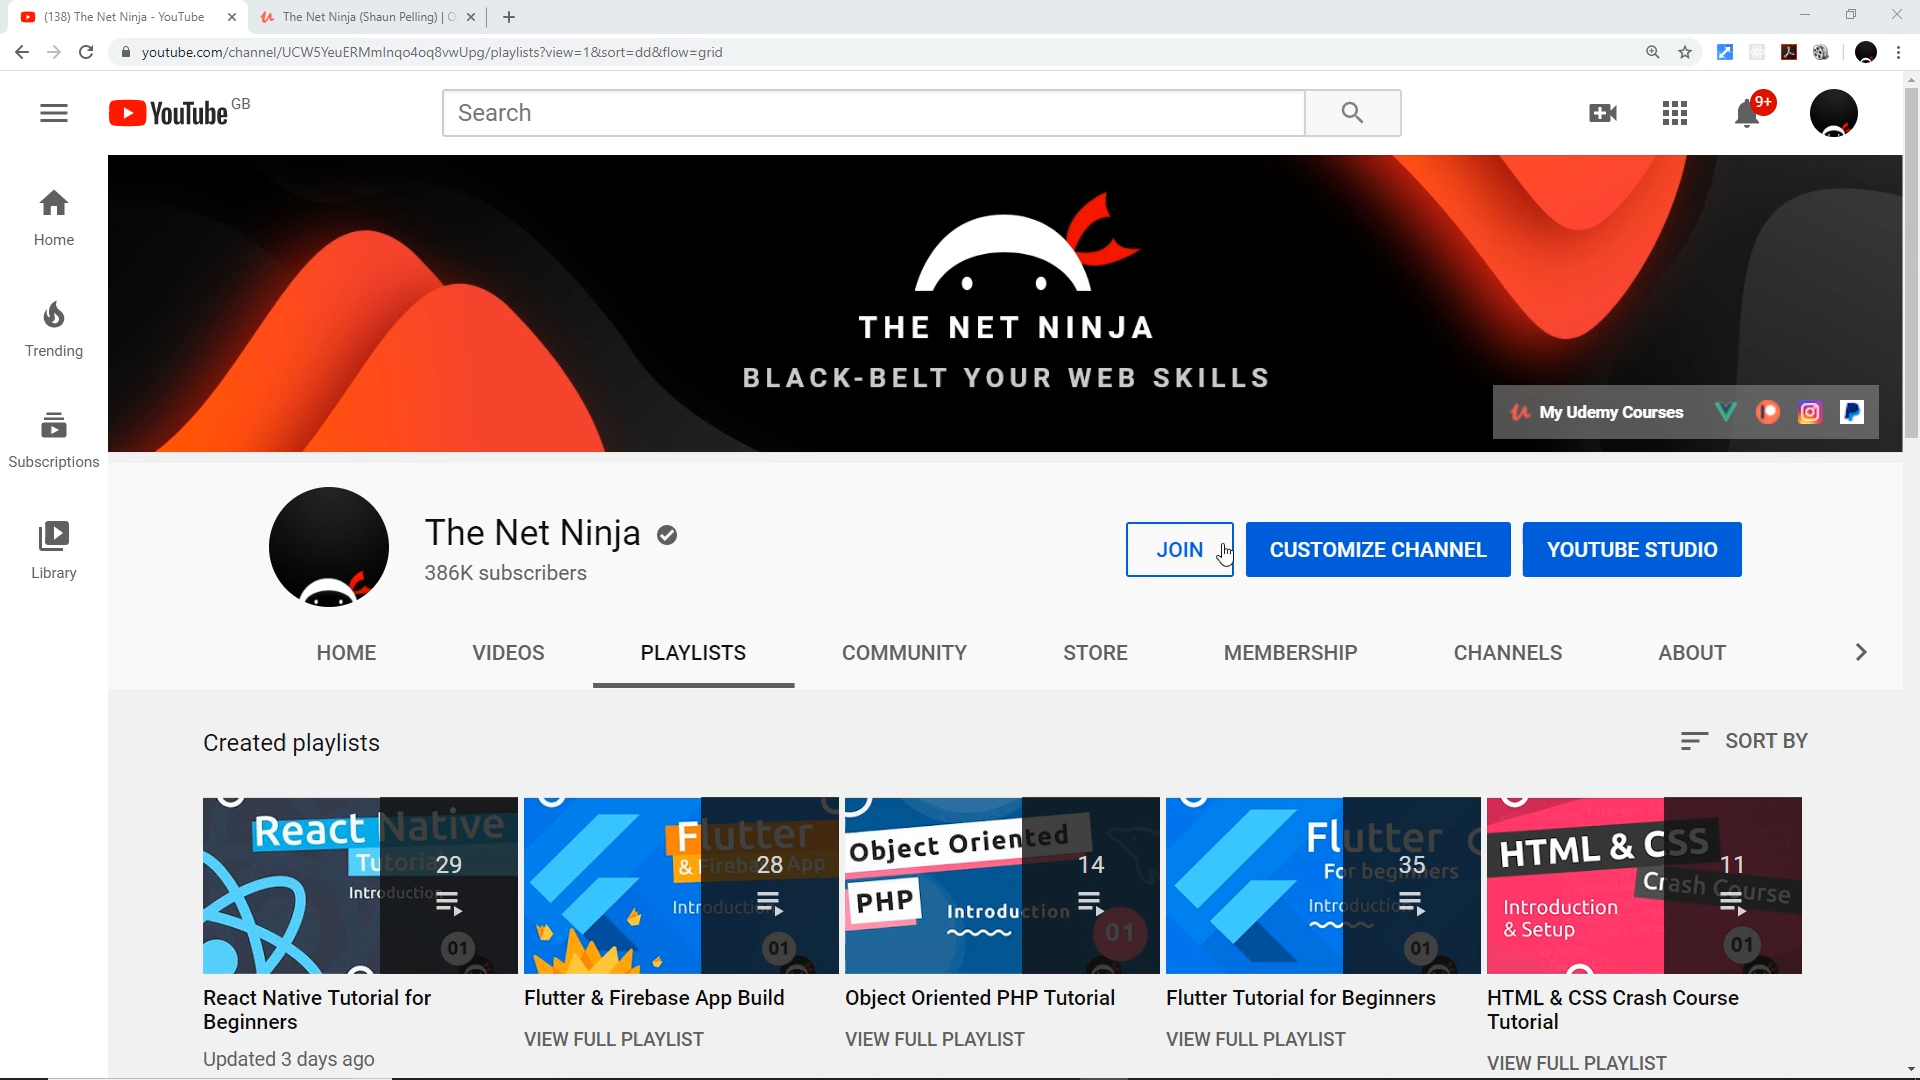 (138) The Net Ninja - YouTube
The Net Ninja (Shaun Pelling) |
youtube.com/channel/UCW5YeuERMmlnqo4oq8vwUpg/playlists?view=1&sort=dd&flow=grid
YouTube GB
Search
9+
Home
Trending
Subscriptions
Library
THE NET NINJA
BLACK-BELT YOUR WEB SKILLS
My Udemy Courses
The Net Ninja
386K subscribers
JOIN
CUSTOMIZE CHANNEL
YOUTUBE STUDIO
HOME
VIDEOS
PLAYLISTS
COMMUNITY
STORE
MEMBERSHIP
CHANNELS
ABOUT
Created playlists
SORT BY
React Native
Tutorial
Introduction
29
01
Flutter
& Firebase App
Introduction
28
01
Object Oriented
PHP
Introduction
14
01
Flutter
For beginners
Introduction
35
01
HTML & CSS
Crash Course
Introduction
& Setup
11
01
React Native Tutorial for
Beginners
Updated 3 days ago
Flutter & Firebase App Build
VIEW FULL PLAYLIST
Object Oriented PHP Tutorial
VIEW FULL PLAYLIST
Flutter Tutorial for Beginners
VIEW FULL PLAYLIST
HTML & CSS Crash Course
Tutorial
VIEW FULL PLAYLIST